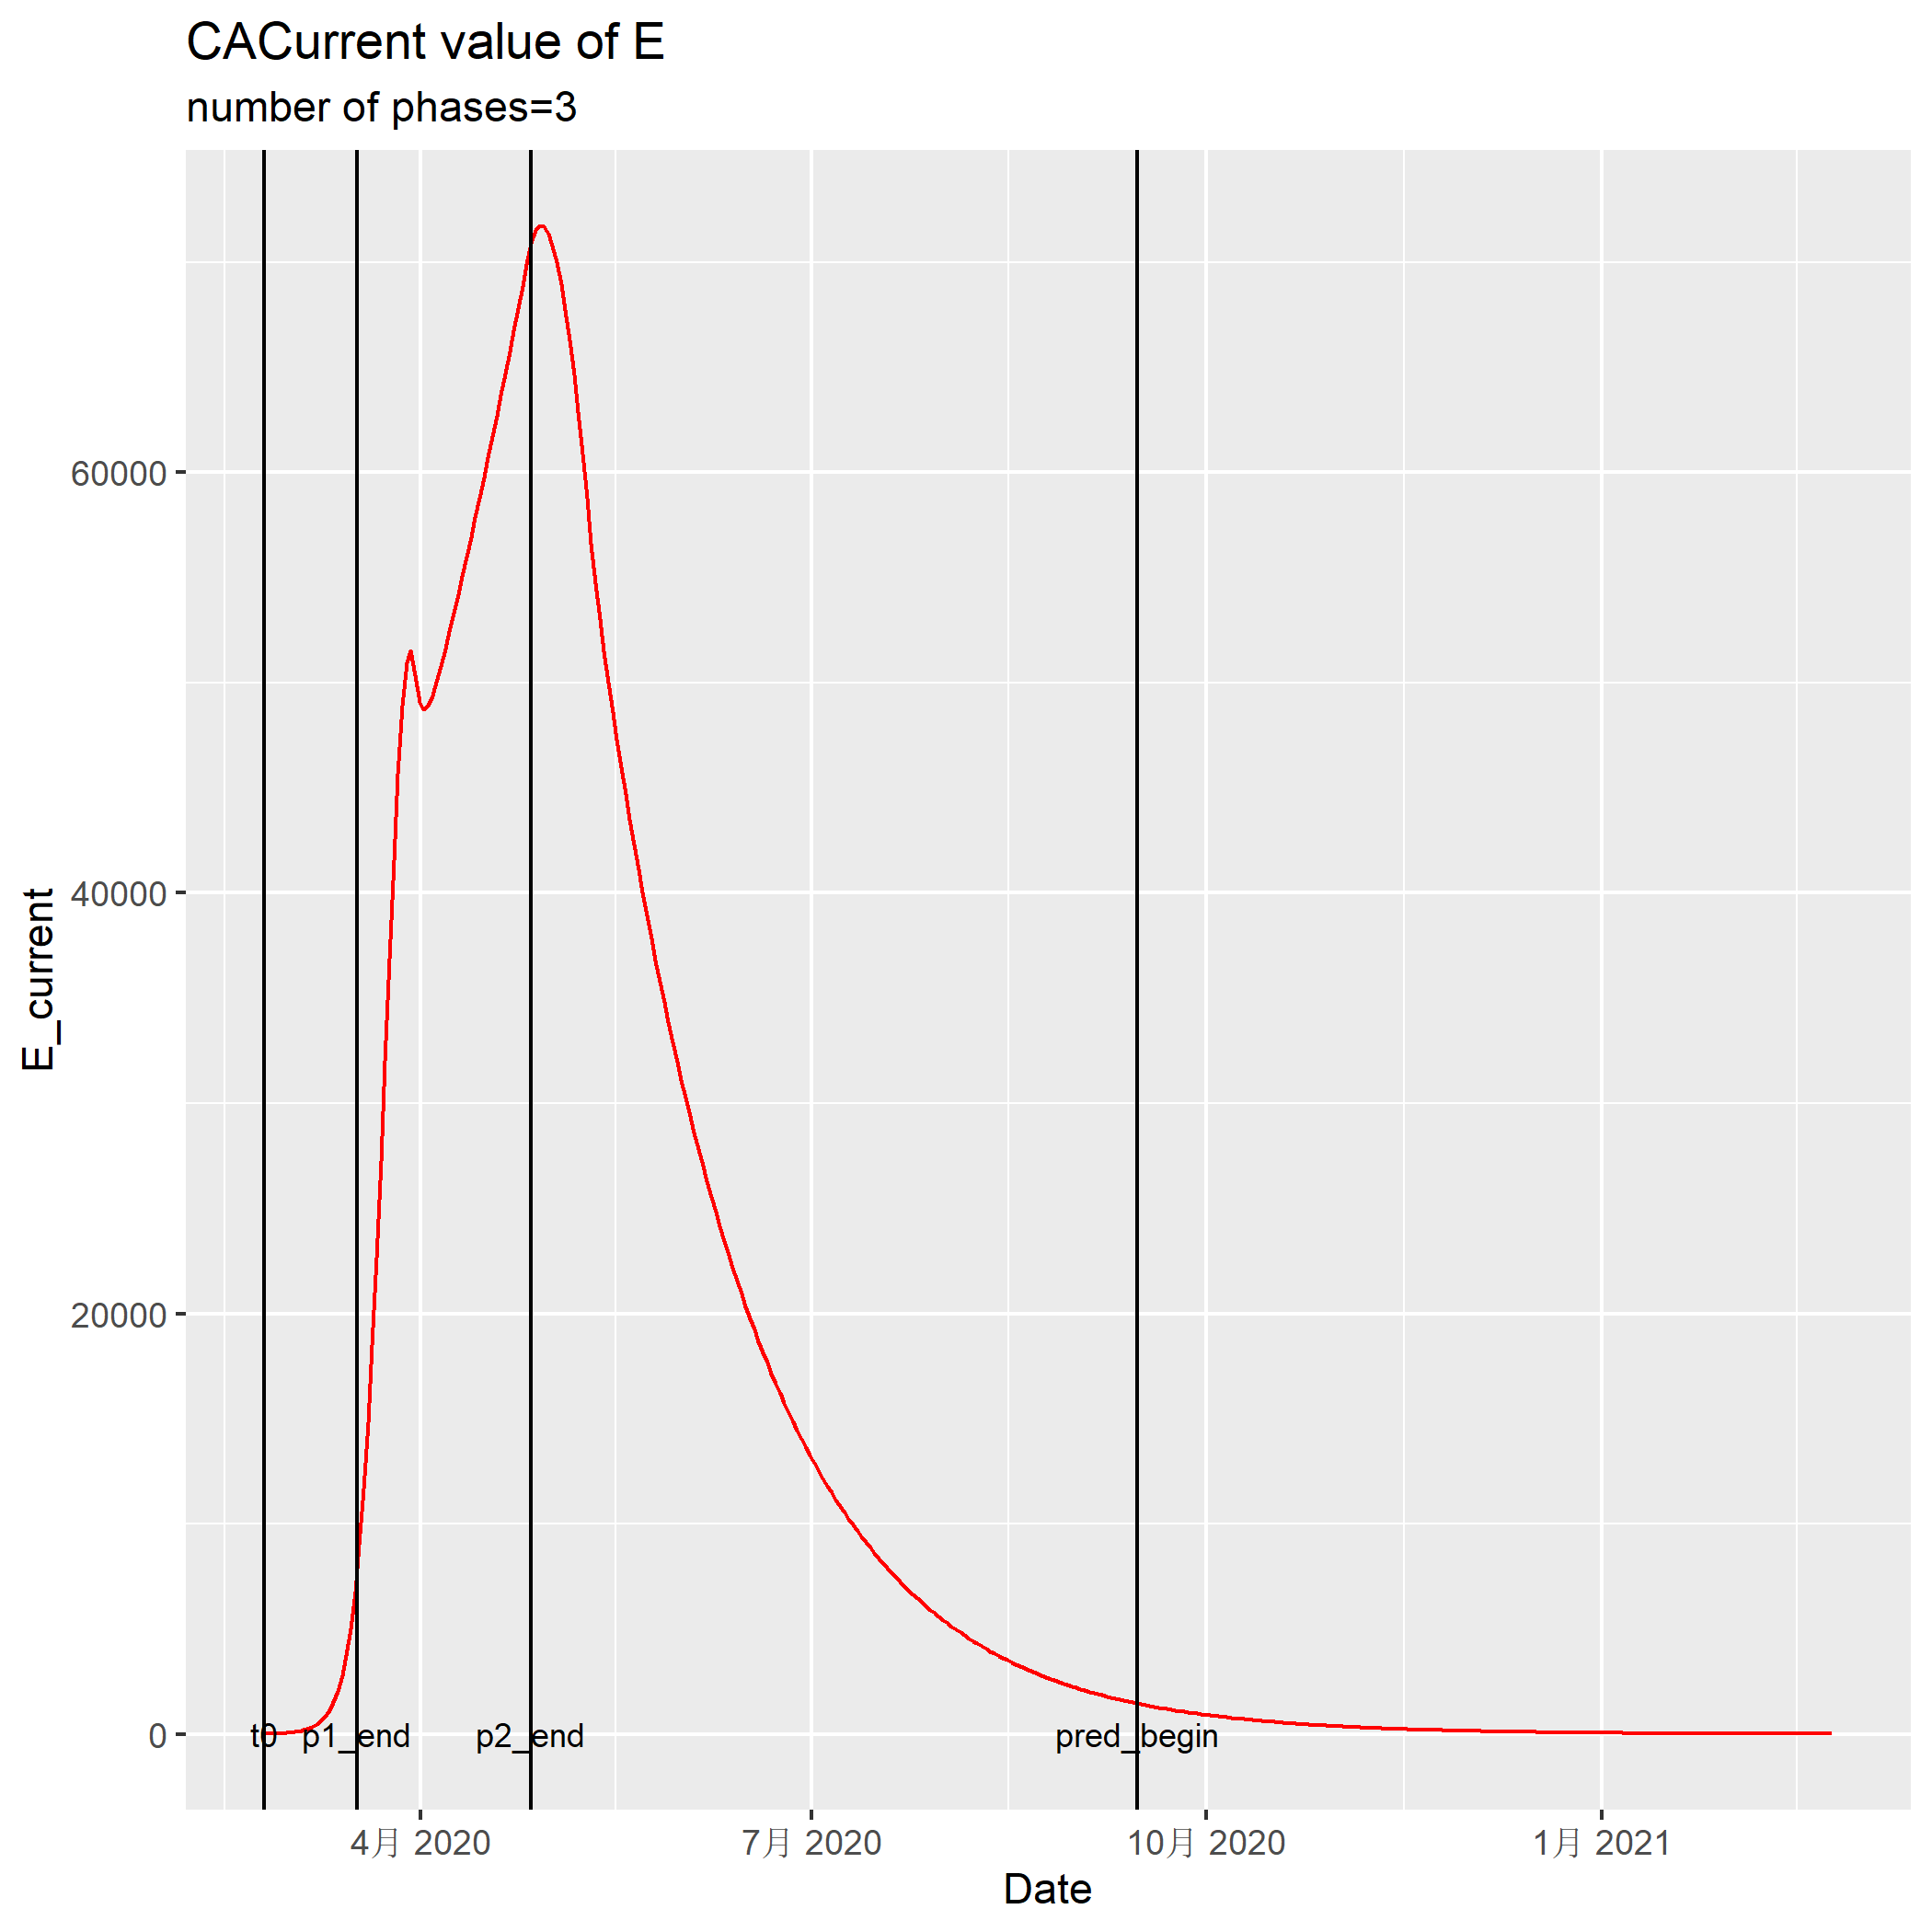 CACurrent value of E
number of phases=3
E_current
60000
40000
20000
0
t0 p1_end p2_end pred_begin
4月 2020 7月 2020 10月 2020 1月 2021
Date